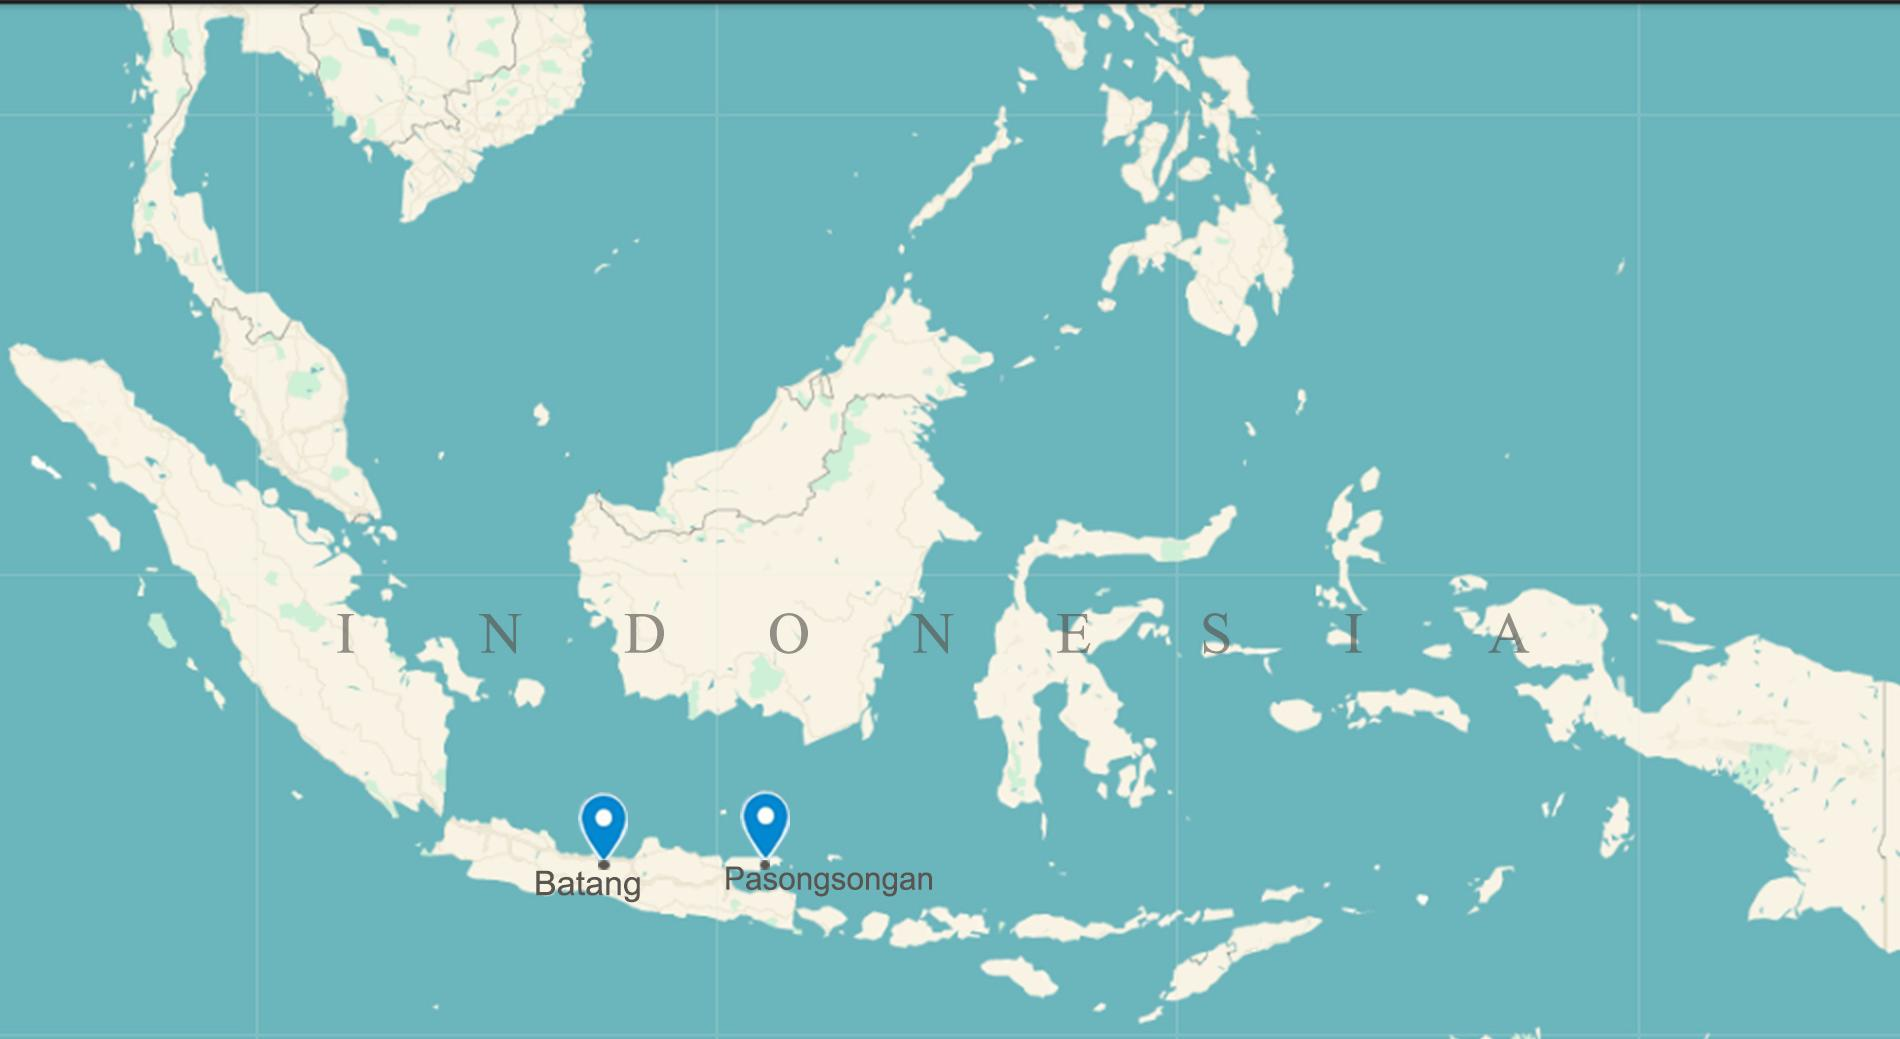 I N D O N E S I A
Batang
Pasongsongan